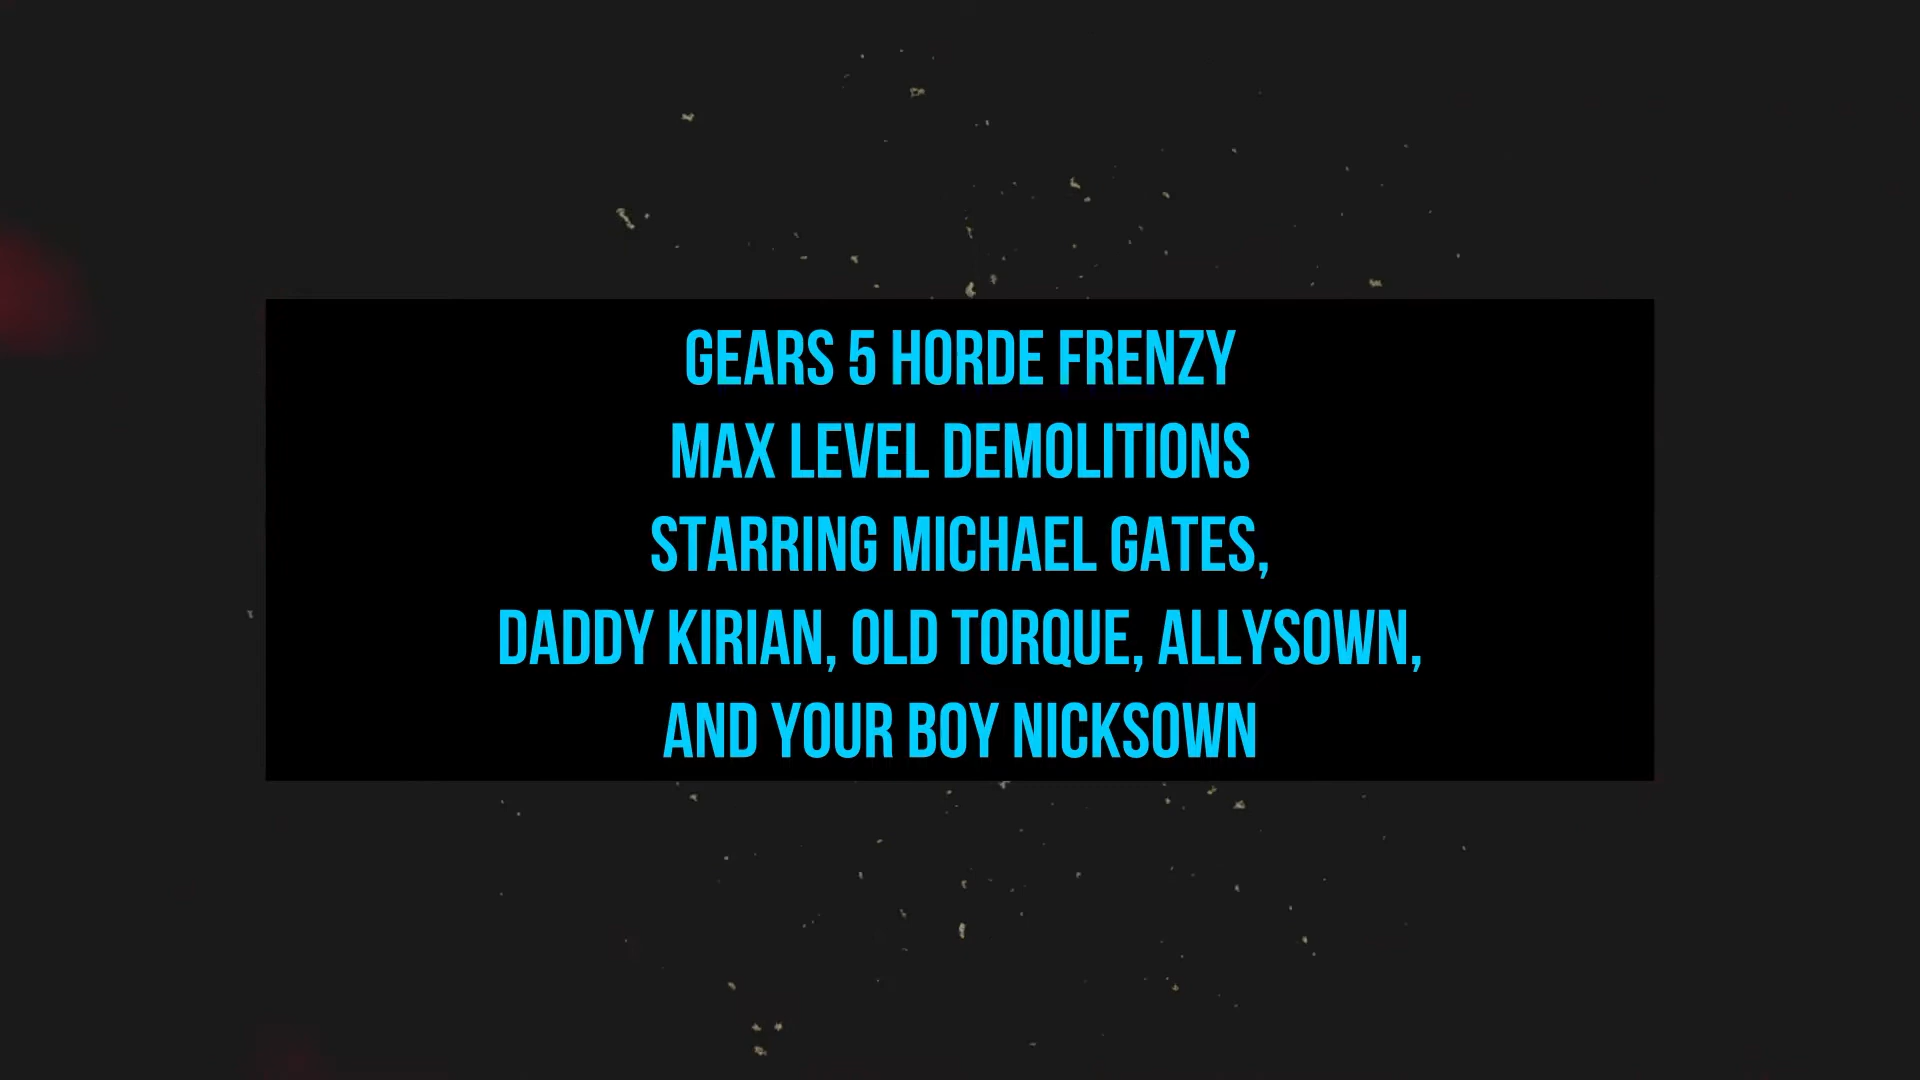 GEARS 5 HORDE FRENZY
MAX LEVEL DEMOLITIONS
STARRING MICHAEL GATES,
DADDY KIRIAN, OLD TORQUE, ALLYSOWN,
AND YOUR BOY NICKSOWN